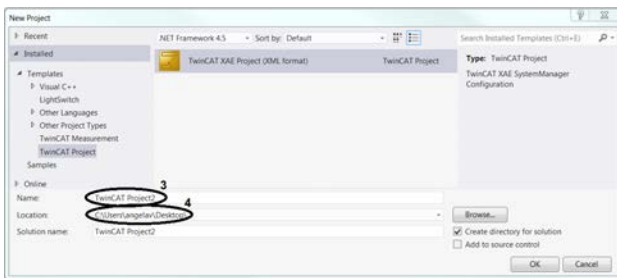 New Project
Recent
.NET Framework 4.5
Sort by: Default
Search Installed Templates (Ctrl+E)
Installed
TwinCAT XAE Project (XML format)
TwinCAT Project
Type: TwinCAT Project
TwinCAT XAE SystemManager
Configuration
Templates
Visual C++
LightSwitch
Other Languages
Other Project Types
TwinCAT Measurement
TwinCAT Project
Samples
Online
3
Name:
TwinCAT Project2
4
Location:
C:\Users\angelav\Desktop\
Browse...
Solution name:
TwinCAT Project2
Create directory for solution
Add to source control
OK
Cancel